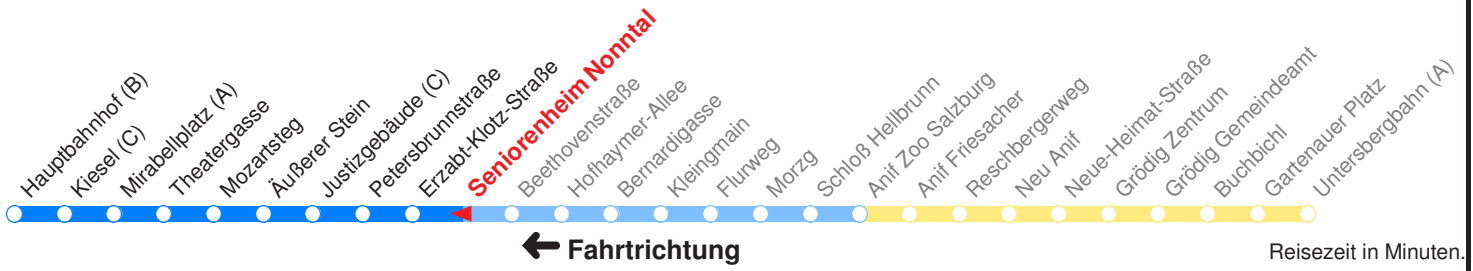 Hauptbahnhof (B)
Kiesel (C)
Mirabellplatz (A)
Theatergasse
Mozartsteg
Äußerer Stein
Justizgebäude (C)
Petersbrunnstraße
Erzabt-Klotz-Straße
Seniorenheim Nonntal
Beethovenstraße
Hofhaymer-Allee
Bernardigasse
Kleingmain
Flurweg
Morzg
Schloß Hellbrunn
Anif Zoo Salzburg
Anif Friesacher
Reschbergerweg
Neu Anif
Neue-Heimat-Straße
Grödig Zentrum
Grödig Gemeindeamt
Buchbichl
Gartenauer Platz
Untersbergbahn (A)
Fahrtrichtung
Reisezeit in Minuten.